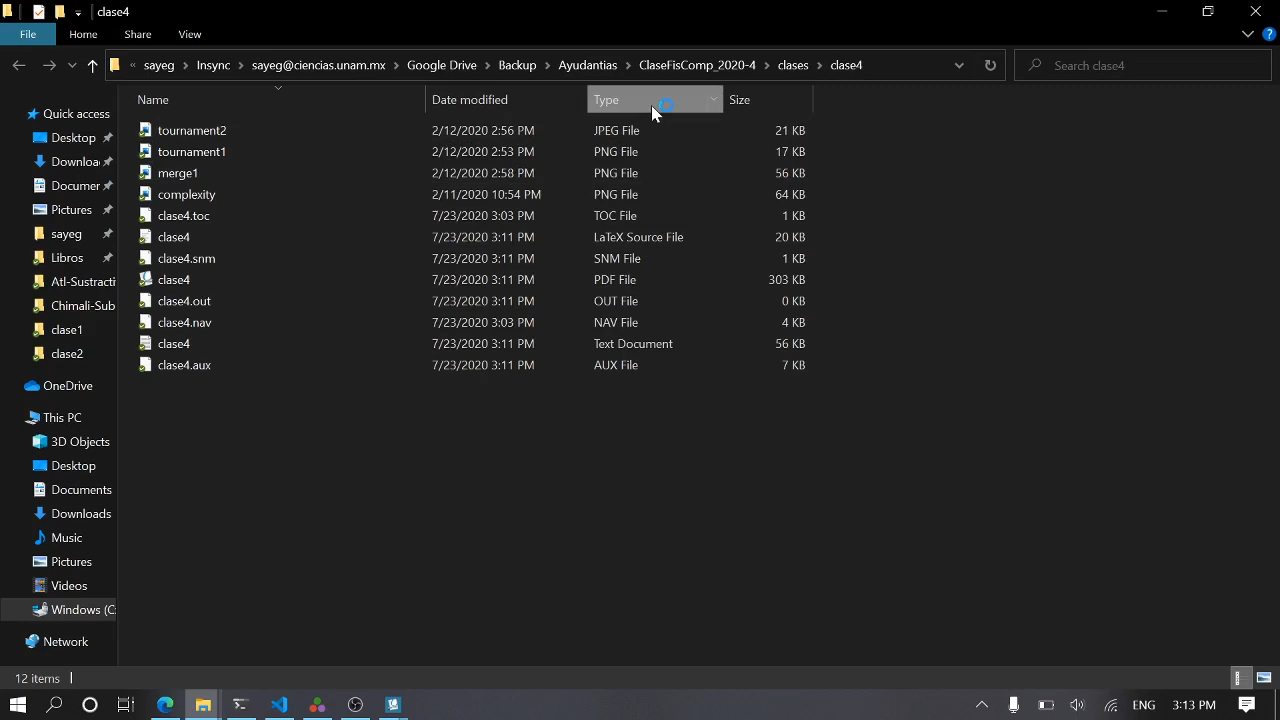 clase4
File Home Share View
« sayeg > Insync > sayeg@ciencias.unam.mx > Google Drive > Backup > Ayudantias > ClaseFisComp_2020-4 > clases > clase4 Search clase4
Name Date modified Type Size
Quick access
Desktop
Downloa
Documer
Pictures
sayeg
Libros
Atl-Sustracti
Chimali-Sub
clase1
clase2
OneDrive
This PC
3D Objects
Desktop
Documents
Downloads
Music
Pictures
Videos
Windows (C:
Network
tournament2 2/12/2020 2:56 PM JPEG File 21 KB
tournament1 2/12/2020 2:53 PM PNG File 17 KB
merge1 2/12/2020 2:58 PM PNG File 56 KB
complexity 2/11/2020 10:54 PM PNG File 64 KB
clase4.toc 7/23/2020 3:03 PM TOC File 1 KB
clase4 7/23/2020 3:11 PM LaTeX Source File 20 KB
clase4.snm 7/23/2020 3:11 PM SNM File 1 KB
clase4 7/23/2020 3:11 PM PDF File 303 KB
clase4.out 7/23/2020 3:11 PM OUT File 0 KB
clase4.nav 7/23/2020 3:03 PM NAV File 4 KB
clase4 7/23/2020 3:11 PM Text Document 56 KB
clase4.aux 7/23/2020 3:11 PM AUX File 7 KB
12 items
ENG 3:13 PM